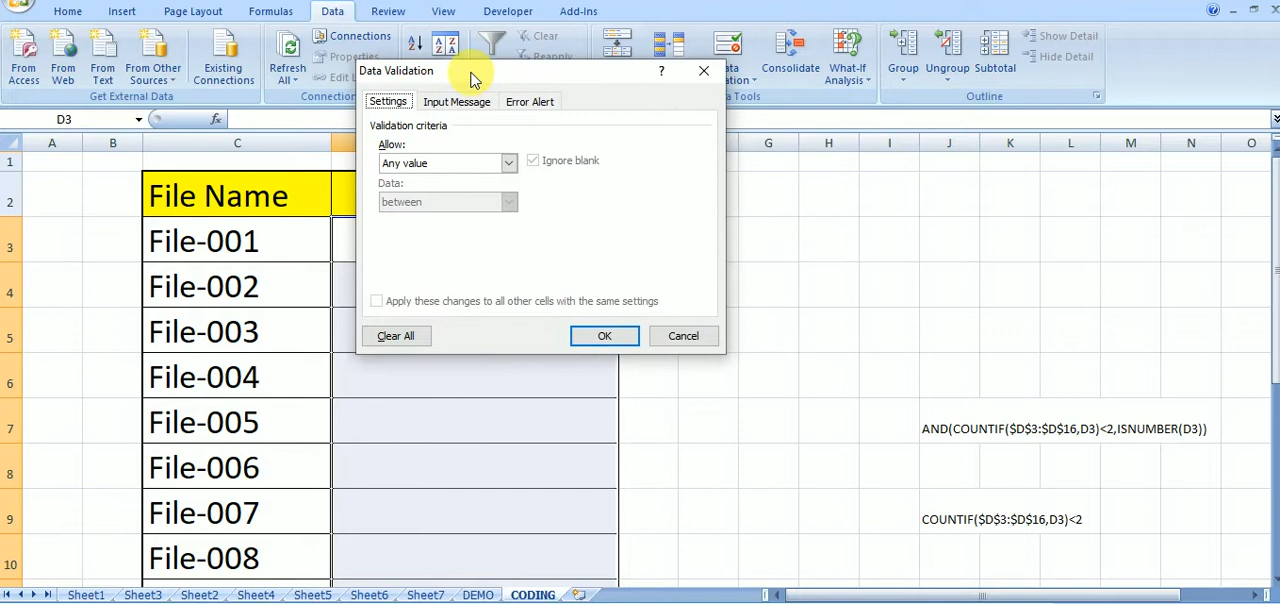 Home Insert Page Layout Formulas Data Review View Developer Add-Ins
From Access From Web From Text From Other Sources Existing Connections Refresh All
Connections
Properties
Edit
Clear
Reapply
Consolidate What-If Analysis Group Ungroup Subtotal
Show Detail
Hide Detail
Get External Data Outline
D3 fx
Data Validation ?
Settings Input Message Error Alert
Validation criteria
Allow:
Any value Ignore blank
Data:
between
Apply these changes to all other cells with the same settings
Clear All OK Cancel
A B C G H I J K L M N O
1
2 File Name
3 File-001
4 File-002
5 File-003
6 File-004
7 File-005 AND(COUNTIF($D$3:$D$16,D3)<2,ISNUMBER(D3))
8 File-006
9 File-007 COUNTIF($D$3:$D$16,D3)<2
10 File-008
Sheet1 Sheet3 Sheet2 Sheet4 Sheet5 Sheet6 Sheet7 DEMO CODING